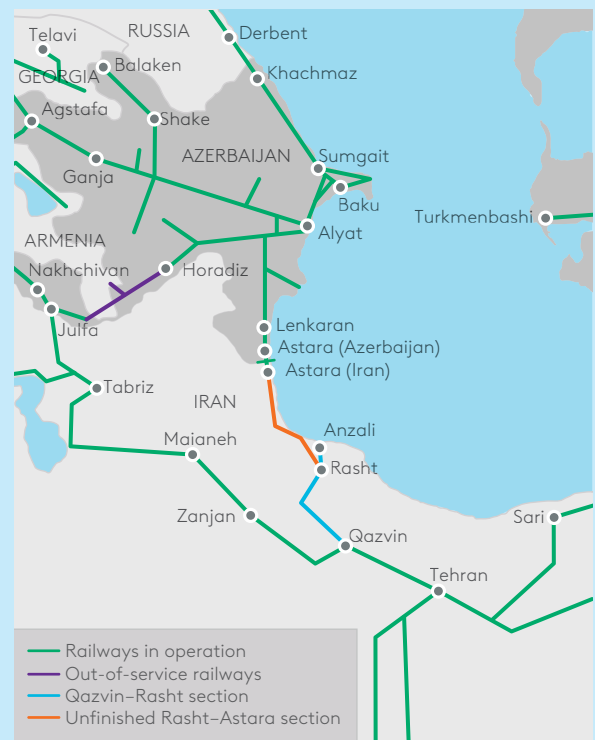 RUSSIA
Telavi
Derbent
GEORGIA
Balaken
Khachmaz
Agstafa
Shake
AZERBAIJAN
Sumgait
Ganja
Baku
Turkmenbashi
Alyat
ARMENIA
Nakhchivan
Horadiz
Julfa
Lenkaran
Astara (Azerbaijan)
Astara (Iran)
Tabriz
IRAN
Anzali
Maianeh
Rasht
Zanjan
Sari
Qazvin
Tehran
Railways in operation
Out-of-service railways
Qazvin–Rasht section
Unfinished Rasht–Astara section